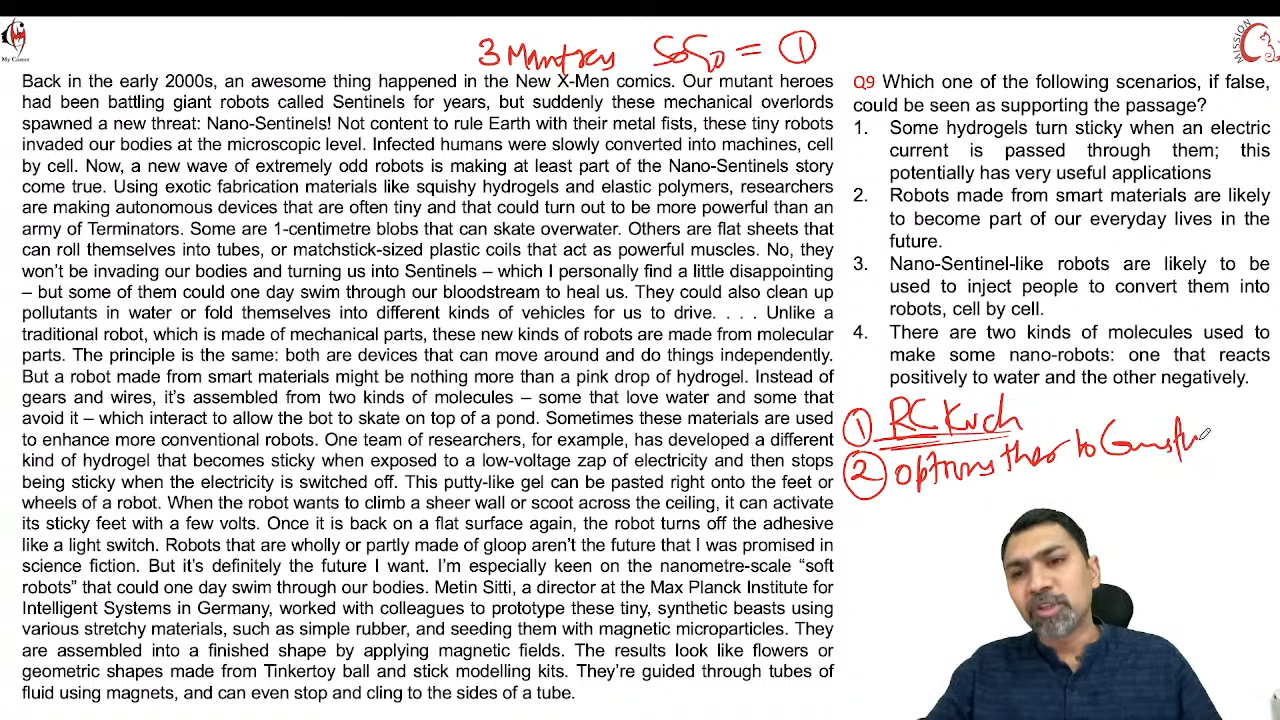 My Career
MISSION
3 Mantras SoSo = ①
Back in the early 2000s, an awesome thing happened in the New X-Men comics. Our mutant heroes
had been battling giant robots called Sentinels for years, but suddenly these mechanical overlords
spawned a new threat: Nano-Sentinels! Not content to rule Earth with their metal fists, these tiny robots
invaded our bodies at the microscopic level. Infected humans were slowly converted into machines, cell
by cell. Now, a new wave of extremely odd robots is making at least part of the Nano-Sentinels story
come true. Using exotic fabrication materials like squishy hydrogels and elastic polymers, researchers
are making autonomous devices that are often tiny and that could turn out to be more powerful than an
army of Terminators. Some are 1-centimetre blobs that can skate overwater. Others are flat sheets that
can roll themselves into tubes, or matchstick-sized plastic coils that act as powerful muscles. No, they
won't be invading our bodies and turning us into Sentinels – which I personally find a little disappointing
– but some of them could one day swim through our bloodstream to heal us. They could also clean up
pollutants in water or fold themselves into different kinds of vehicles for us to drive. . . . Unlike a
traditional robot, which is made of mechanical parts, these new kinds of robots are made from molecular
parts. The principle is the same: both are devices that can move around and do things independently.
But a robot made from smart materials might be nothing more than a pink drop of hydrogel. Instead of
gears and wires, it's assembled from two kinds of molecules – some that love water and some that
avoid it – which interact to allow the bot to skate on top of a pond. Sometimes these materials are used
to enhance more conventional robots. One team of researchers, for example, has developed a different
kind of hydrogel that becomes sticky when exposed to a low-voltage zap of electricity and then stops
being sticky when the electricity is switched off. This putty-like gel can be pasted right onto the feet or
wheels of a robot. When the robot wants to climb a sheer wall or scoot across the ceiling, it can activate
its sticky feet with a few volts. Once it is back on a flat surface again, the robot turns off the adhesive
like a light switch. Robots that are wholly or partly made of gloop aren't the future that I was promised in
science fiction. But it's definitely the future I want. I'm especially keen on the nanometre-scale “soft
robots” that could one day swim through our bodies. Metin Sitti, a director at the Max Planck Institute for
Intelligent Systems in Germany, worked with colleagues to prototype these tiny, synthetic beasts using
various stretchy materials, such as simple rubber, and seeding them with magnetic microparticles. They
are assembled into a finished shape by applying magnetic fields. The results look like flowers or
geometric shapes made from Tinkertoy ball and stick modelling kits. They're guided through tubes of
fluid using magnets, and can even stop and cling to the sides of a tube.
Q9 Which one of the following scenarios, if false,
could be seen as supporting the passage?
1. Some hydrogels turn sticky when an electric
current is passed through them; this
potentially has very useful applications
2. Robots made from smart materials are likely
to become part of our everyday lives in the
future.
3. Nano-Sentinel-like robots are likely to be
used to inject people to convert them into
robots, cell by cell.
4. There are two kinds of molecules used to
make some nano-robots: one that reacts
positively to water and the other negatively.
① RC Kuch
② options to